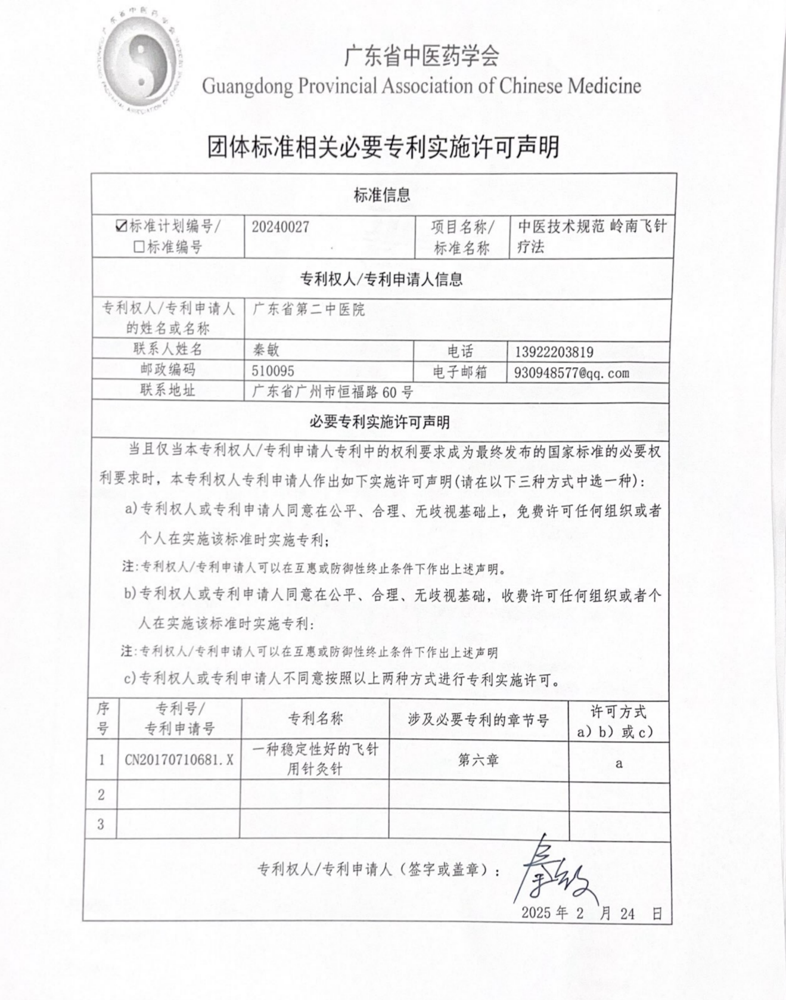 广东省中医药学会
Guangdong Provincial Association of Chinese Medicine
团体标准相关必要专利实施许可声明
标准信息
☑标准计划编号/
□标准编号
20240027
项目名称/
标准名称
中医技术规范 岭南飞针
疗法
专利权人/专利申请人信息
专利权人/专利申请人
的姓名或名称
广东省第二中医院
联系人姓名
秦敏
电话
13922203819
邮政编码
510095
电子邮箱
930948577@qq.com
联系地址
广东省广州市恒福路 60 号
必要专利实施许可声明
当且仅当本专利权人/专利申请人专利中的权利要求成为最终发布的国家标准的必要权
利要求时，本专利权人专利申请人作出如下实施许可声明(请在以下三种方式中选一种)：
a)专利权人或专利申请人同意在公平、合理、无歧视基础上，免费许可任何组织或者
个人在实施该标准时实施专利；
注:专利权人/专利申请人可以在互惠或防御性终止条件下作出上述声明。
b)专利权人或专利申请人同意在公平、合理、无歧视基础，收费许可任何组织或者个
人在实施该标准时实施专利:
注:专利权人/专利申请人可以在互惠或防御性终止条件下作出上述声明
c)专利权人或专利申请人不同意按照以上两种方式进行专利实施许可。
序
号
专利号/
专利申请号
专利名称
涉及必要专利的章节号
许可方式
a）b）或 c）
1
CN20170710681.X
一种稳定性好的飞针
用针灸针
第六章
a
2
3
专利权人/专利申请人（签字或盖章）：
秦敏
2025 年 2 月 24 日